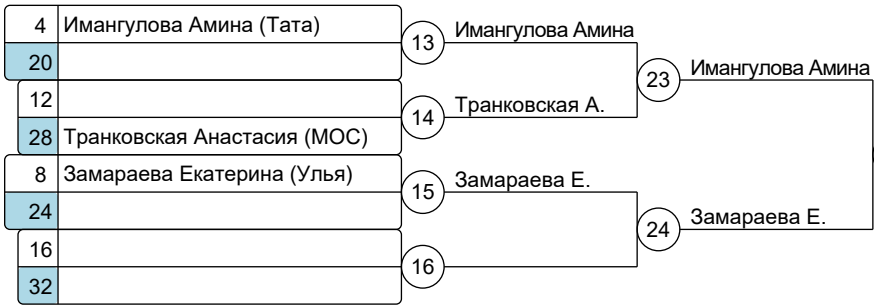 4 Имангулова Амина (Тата)
20
12
28 Транковская Анастасия (МОС)
8 Замараева Екатерина (Улья)
24
16
32
13
14
15
16
Имангулова Амина
Транковская А.
Замараева Е.
23
24
Имангулова Амина
Замараева Е.